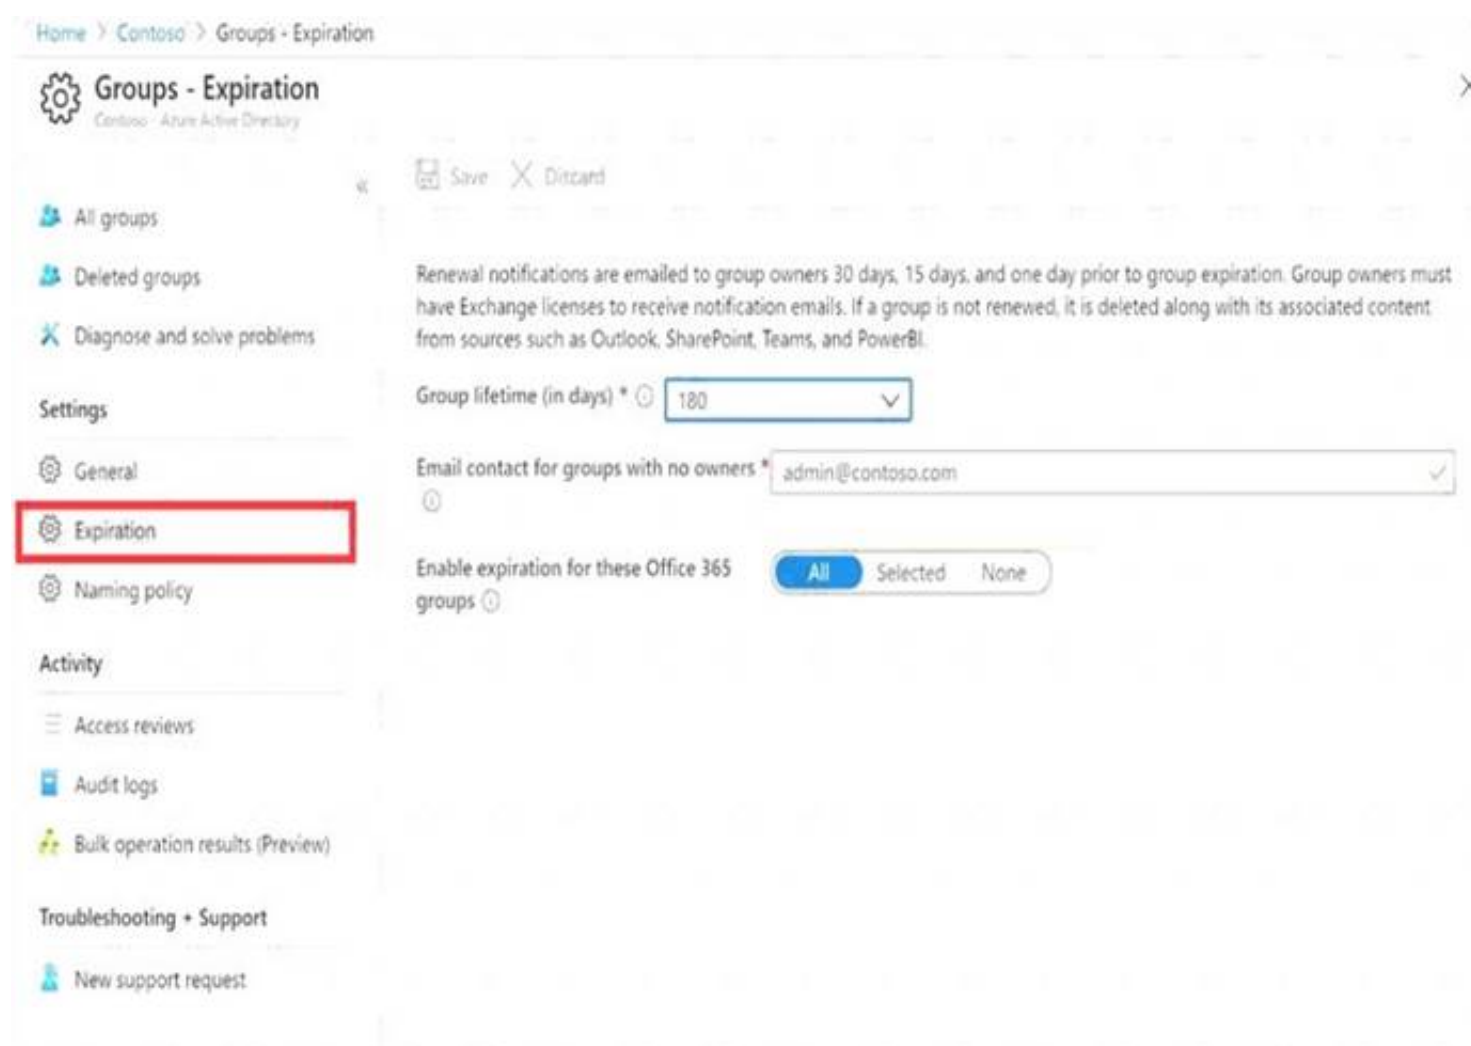 Home > Contoso > Groups - Expiration
Groups - Expiration
Contoso - Azure Active Directory
Save Discard
«
All groups
Deleted groups
Diagnose and solve problems
Settings
General
Expiration
Naming policy
Activity
Access reviews
Audit logs
Bulk operation results (Preview)
Troubleshooting + Support
New support request
Renewal notifications are emailed to group owners 30 days, 15 days, and one day prior to group expiration. Group owners must
have Exchange licenses to receive notification emails. If a group is not renewed, it is deleted along with its associated content
from sources such as Outlook, SharePoint, Teams, and PowerBI.
Group lifetime (in days) * 180
Email contact for groups with no owners * admin@contoso.com
Enable expiration for these Office 365
groups
All Selected None